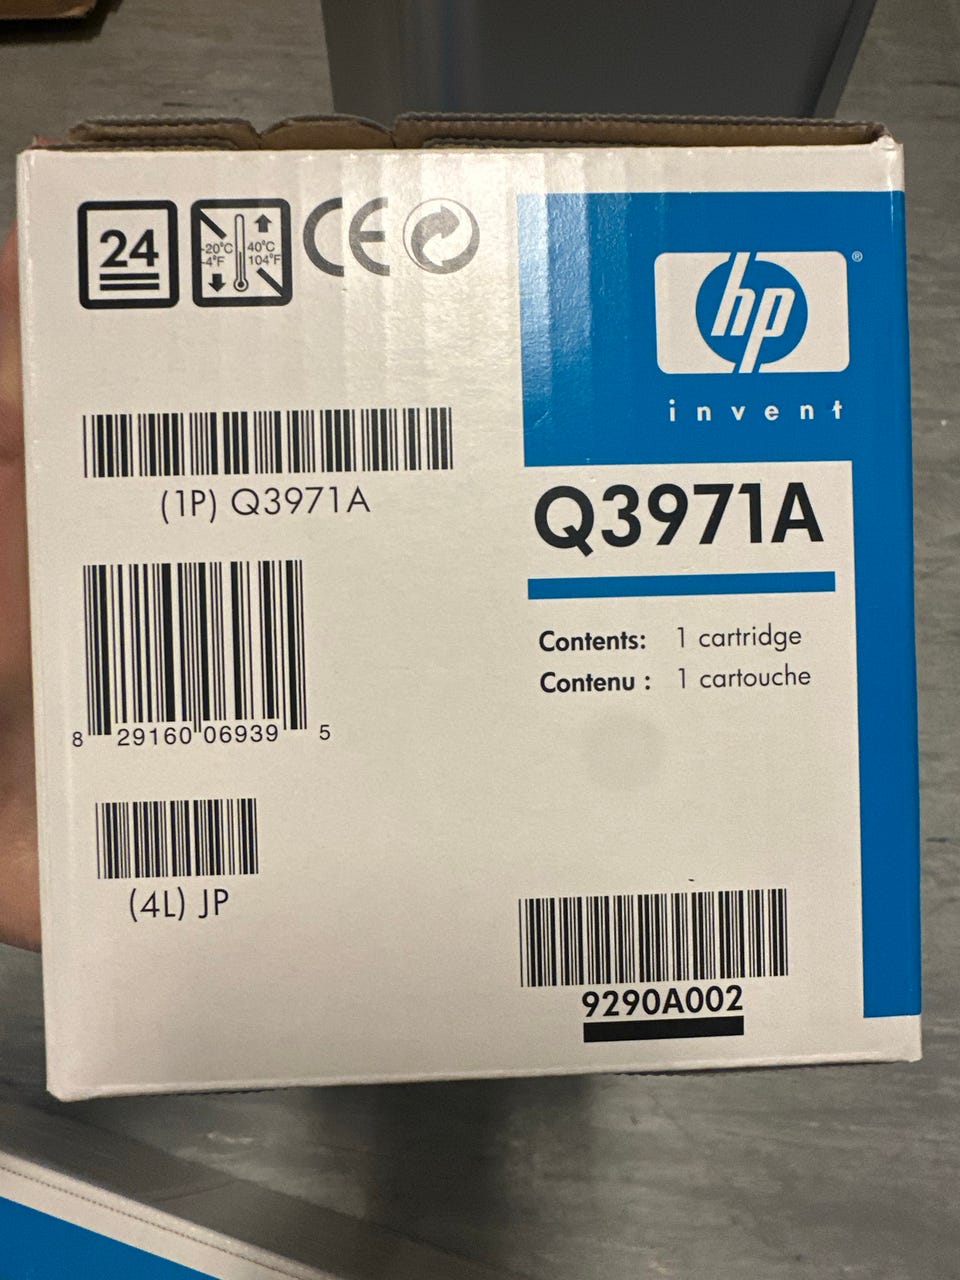 24
-20°C
-4°F
40°C
104°F
CE
hp
®
invent
(1P) Q3971A
Q3971A
Contents: 1 cartridge
Contenu : 1 cartouche
8 29160 06939 5
(4L) JP
9290A002